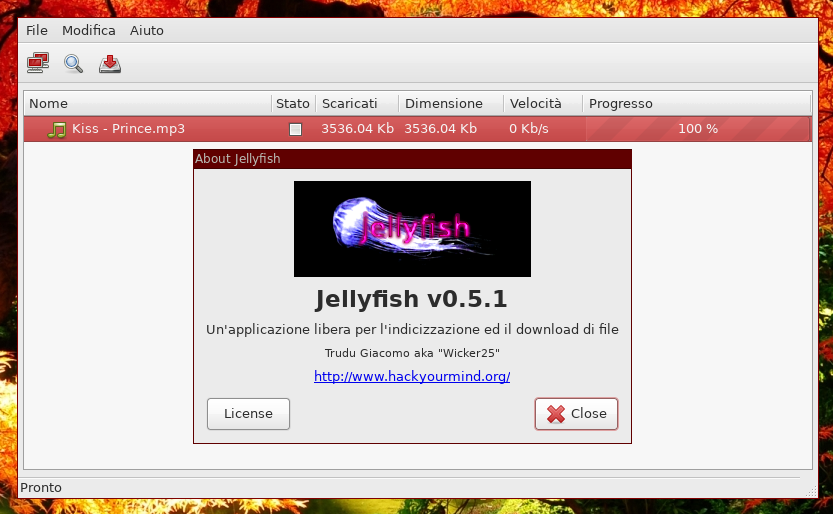 File Modifica Aiuto
Nome Stato Scaricati Dimensione Velocità Progresso
Kiss - Prince.mp3 3536.04 Kb 3536.04 Kb 0 Kb/s 100 %
About Jellyfish
Jellyfish
Jellyfish v0.5.1
Un'applicazione libera per l'indicizzazione ed il download di file
Trudu Giacomo aka "Wicker25"
http://www.hackyourmind.org/
License Close
Pronto